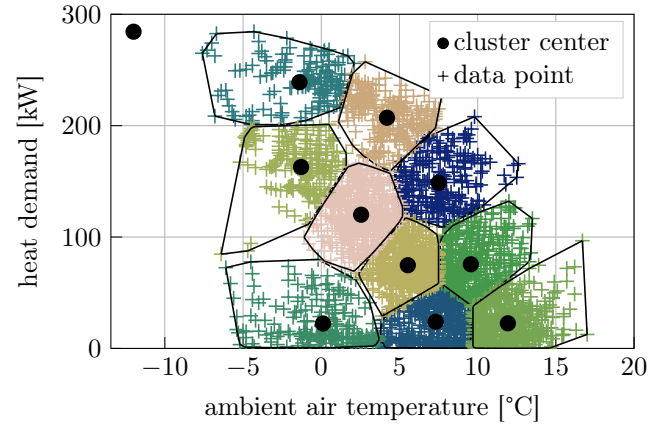 300
200
100
0
heat demand [kW]
cluster center
data point
−10
−5
0
5
10
15
20
ambient air temperature [°C]